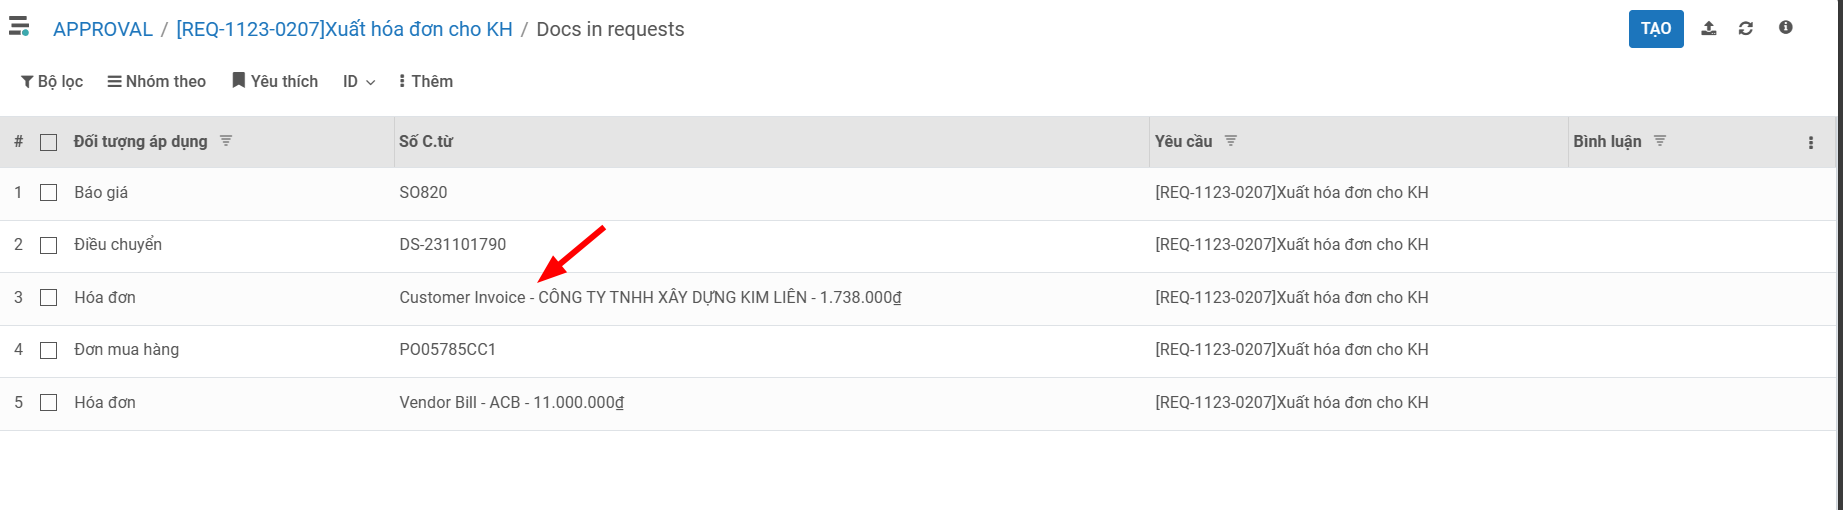 APPROVAL / [REQ-1123-0207]Xuất hóa đơn cho KH / Docs in requests
TẠO
Bộ lọc Nhóm theo Yêu thích ID Thêm
# Đối tượng áp dụng Số C.từ Yêu cầu Bình luận
1 Báo giá SO820 [REQ-1123-0207]Xuất hóa đơn cho KH
2 Điều chuyển DS-231101790 [REQ-1123-0207]Xuất hóa đơn cho KH
3 Hóa đơn Customer Invoice - CÔNG TY TNHH XÂY DỰNG KIM LIÊN - 1.738.000₫ [REQ-1123-0207]Xuất hóa đơn cho KH
4 Đơn mua hàng PO05785CC1 [REQ-1123-0207]Xuất hóa đơn cho KH
5 Hóa đơn Vendor Bill - ACB - 11.000.000₫ [REQ-1123-0207]Xuất hóa đơn cho KH